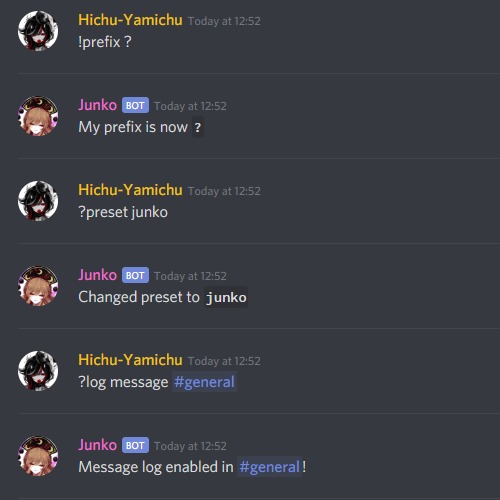 Hichu-Yamichu Today at 12:52
!prefix ?
Junko BOT Today at 12:52
My prefix is now ?
Hichu-Yamichu Today at 12:52
?preset junko
Junko BOT Today at 12:52
Changed preset to junko
Hichu-Yamichu Today at 12:52
?log message #general
Junko BOT Today at 12:52
Message log enabled in #general!